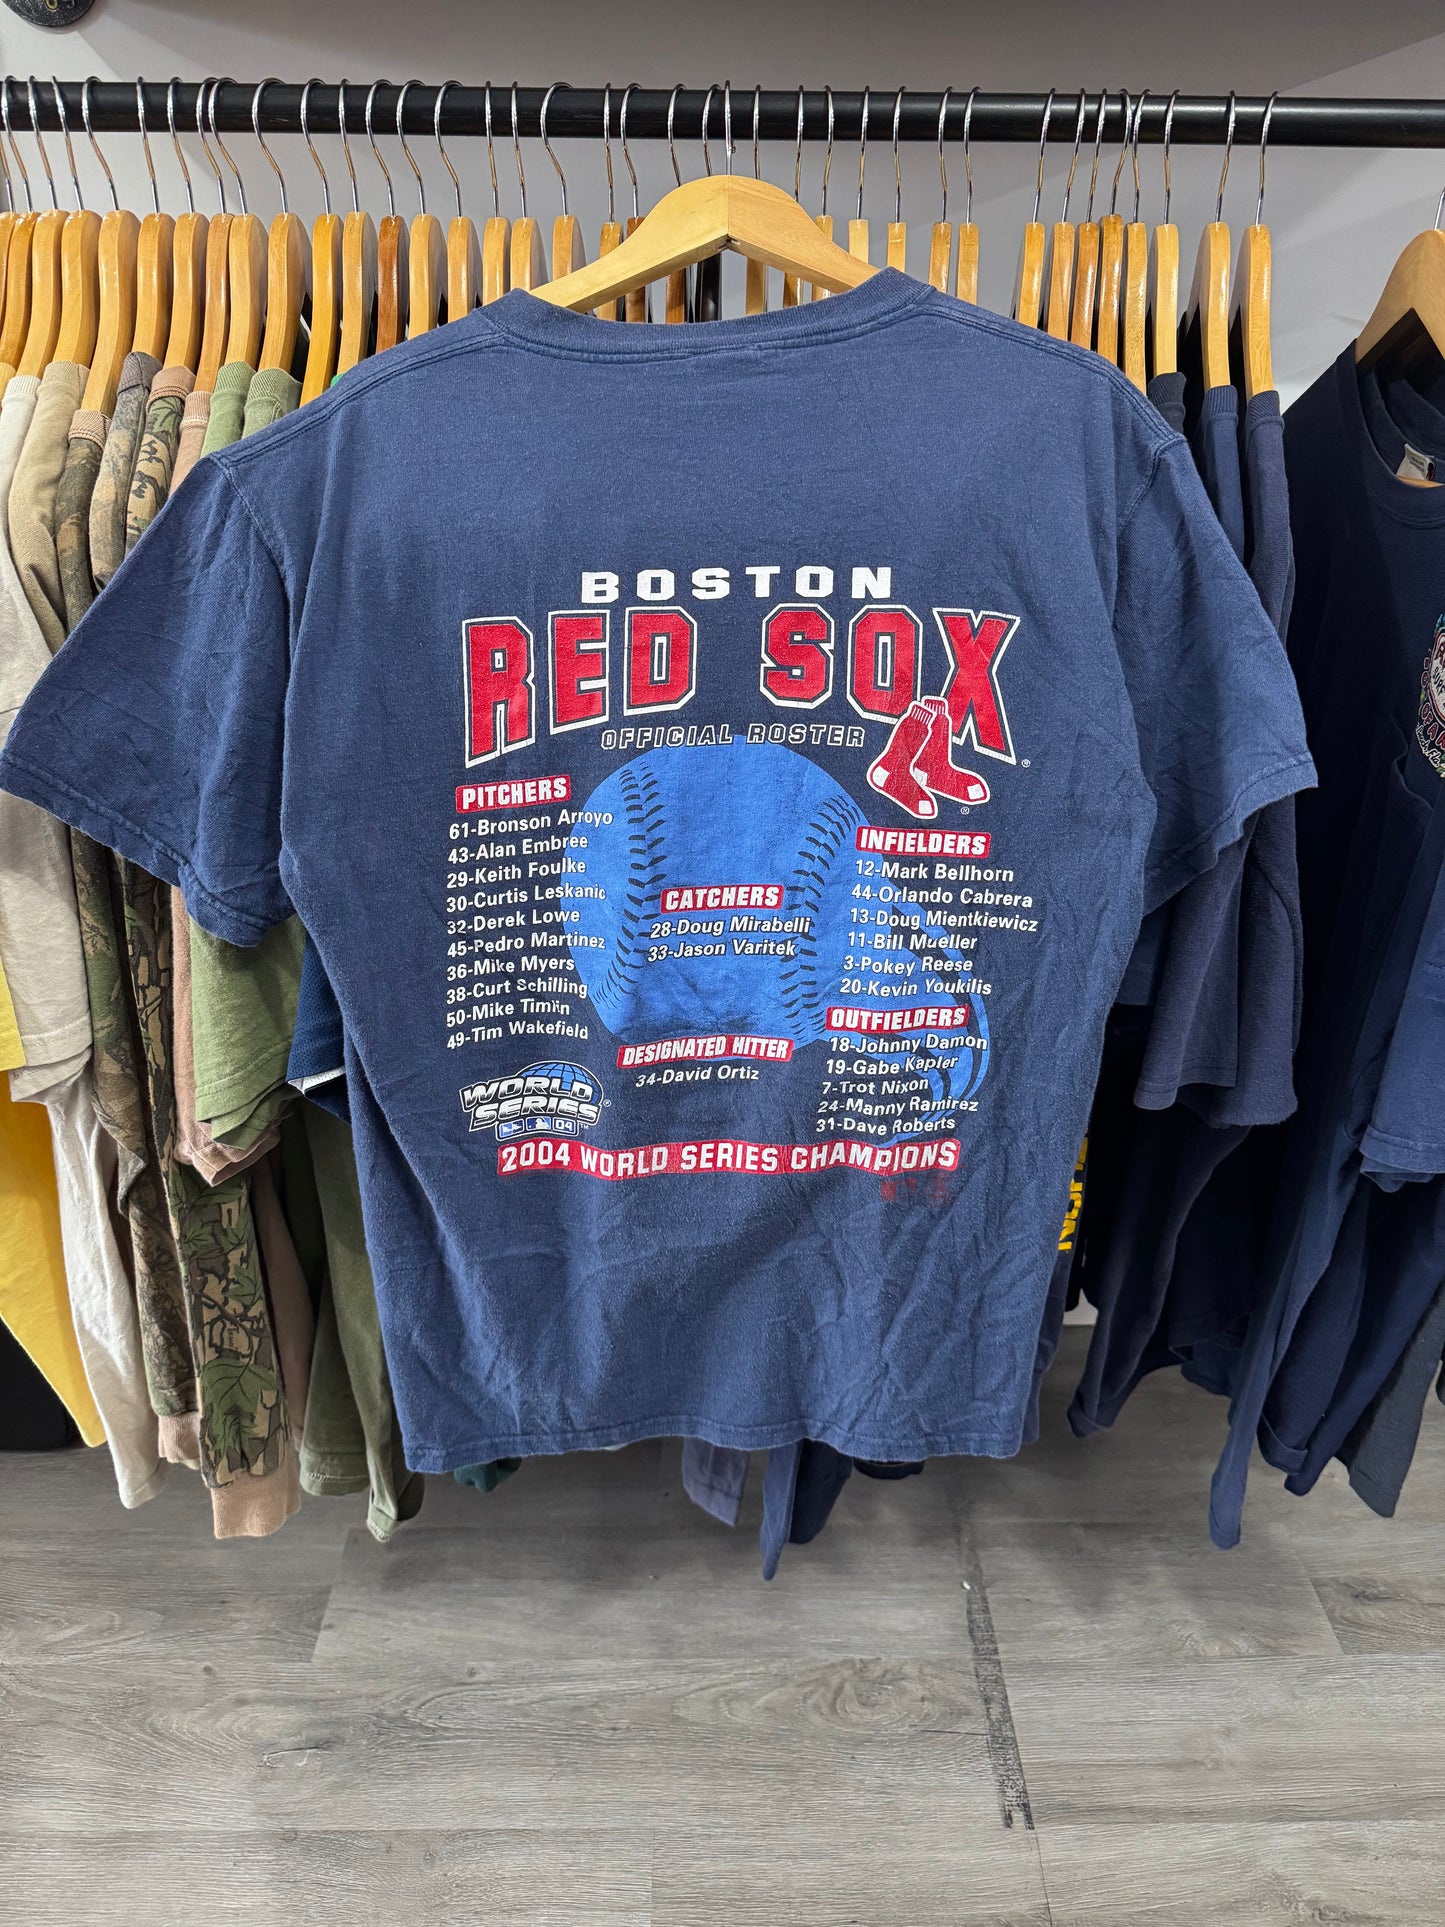 BOSTON
RED SOX
OFFICIAL ROSTER
PITCHERS
61-Bronson Arroyo
43-Alan Embree
29-Keith Foulke
30-Curtis Leskanic
32-Derek Lowe
45-Pedro Martinez
36-Mike Myers
38-Curt Schilling
50-Mike Timlin
49-Tim Wakefield
CATCHERS
28-Doug Mirabelli
33-Jason Varitek
DESIGNATED HITTER
34-David Ortiz
INFIELDERS
12-Mark Bellhorn
44-Orlando Cabrera
13-Doug Mientkiewicz
11-Bill Mueller
3-Pokey Reese
20-Kevin Youkilis
OUTFIELDERS
18-Johnny Damon
19-Gabe Kapler
7-Trot Nixon
24-Manny Ramirez
31-Dave Roberts
WORLD
SERIES
04
2004 WORLD SERIES CHAMPIONS